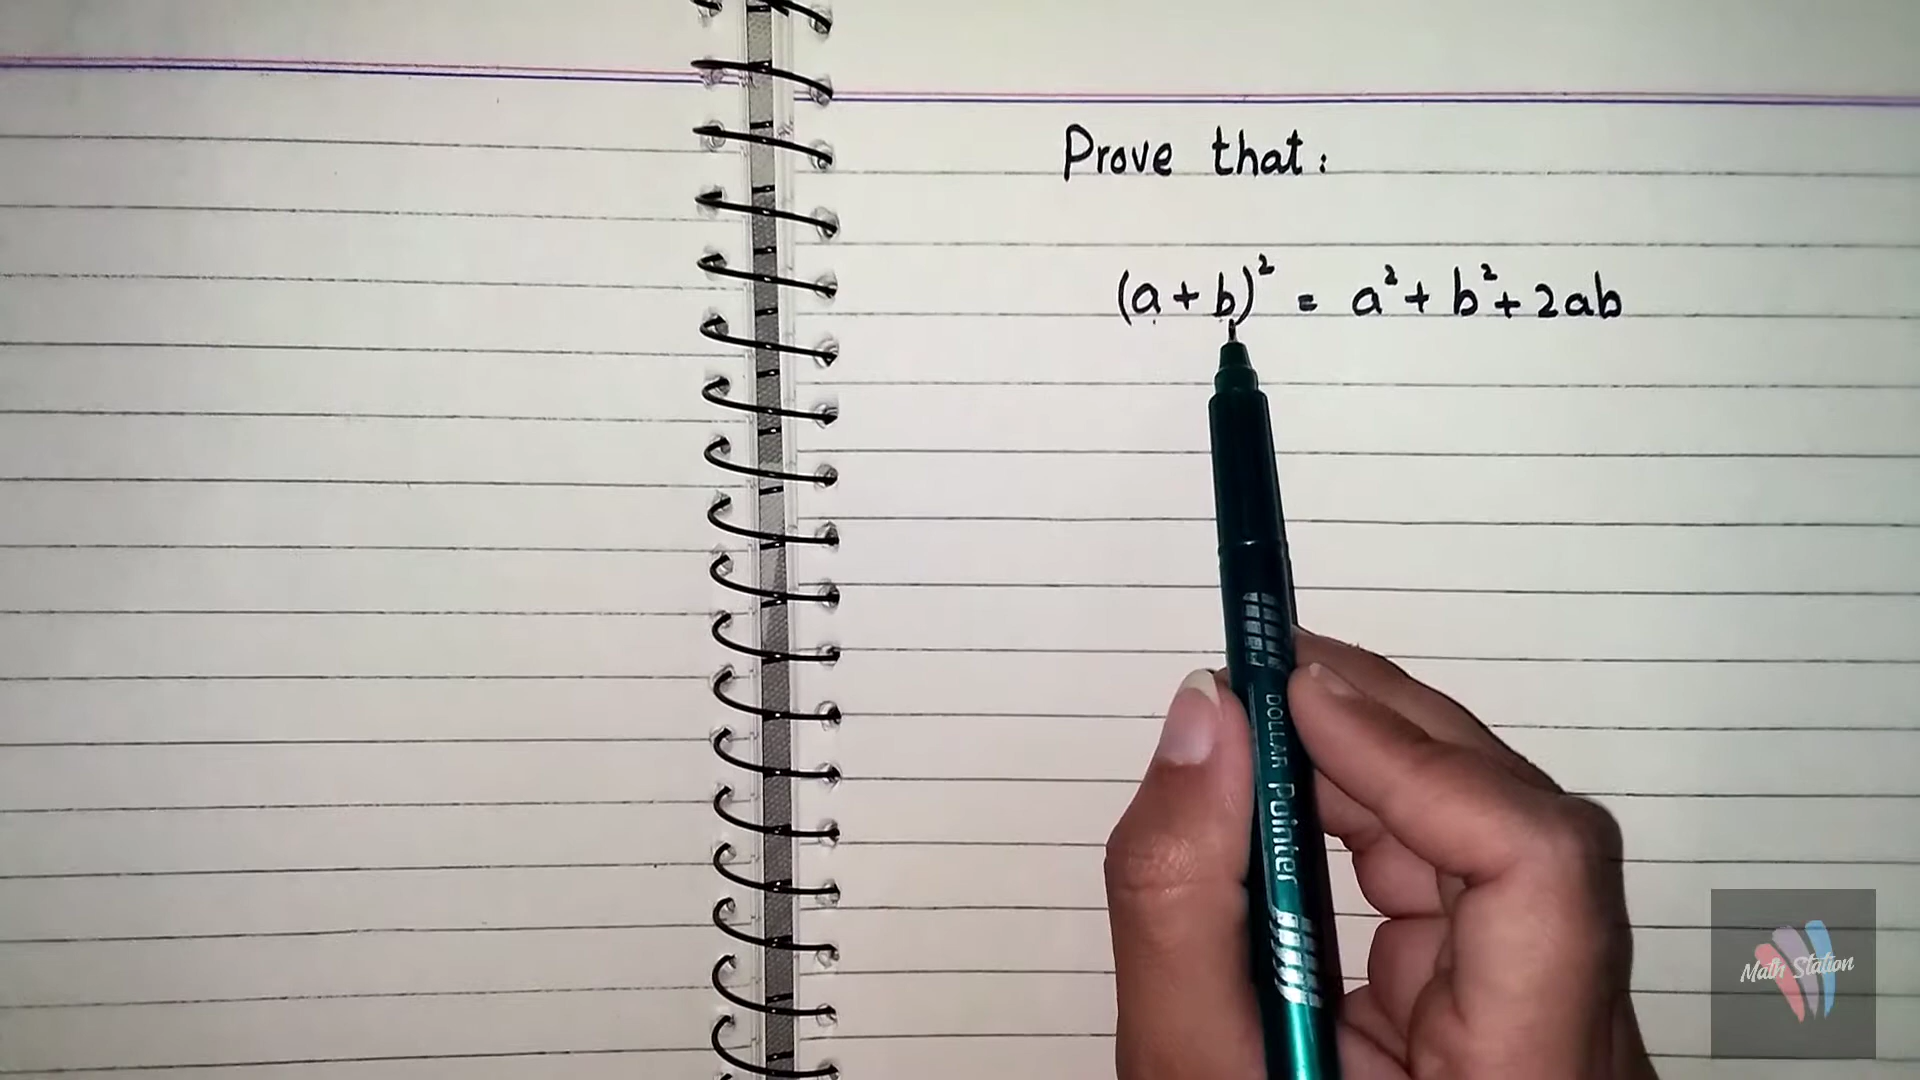 Prove that:
(a + b)² = a² + b² + 2ab
DOLLAR Pointer
Math Station